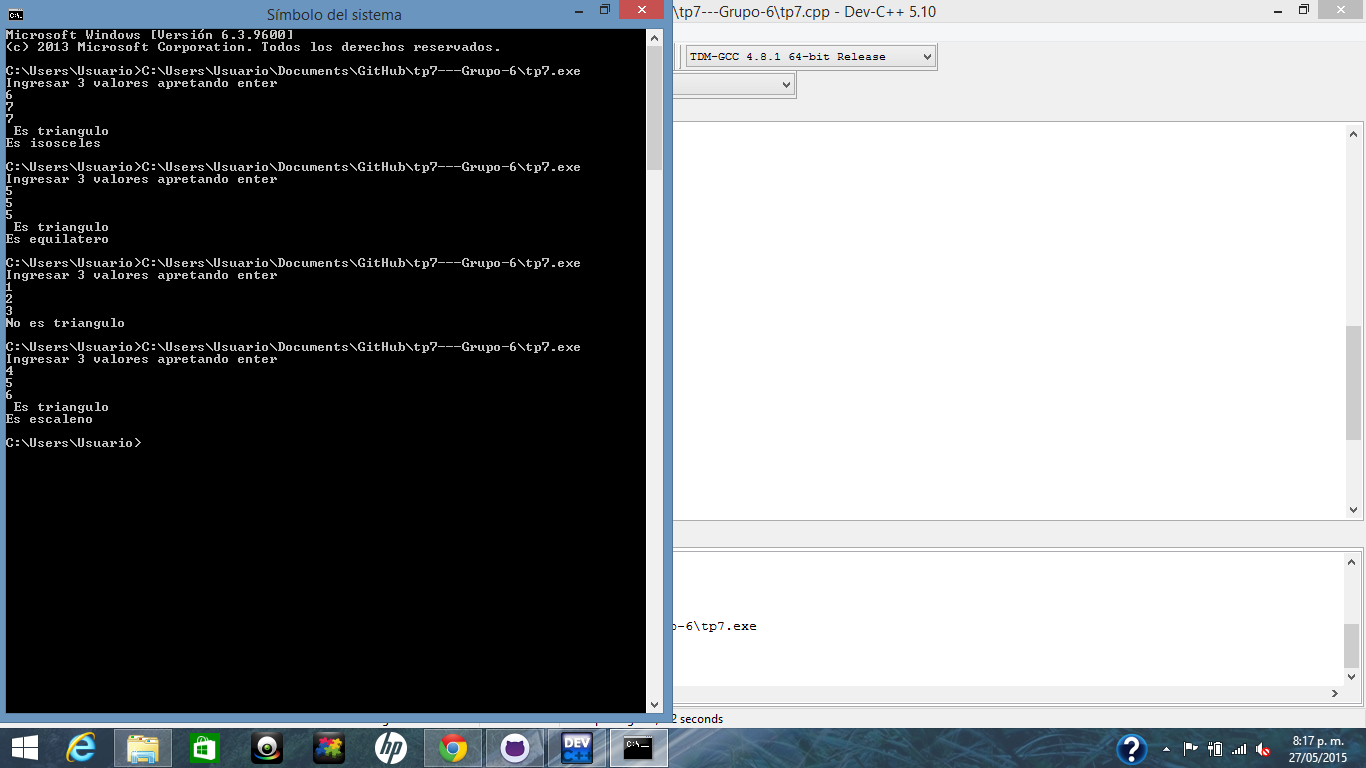 Símbolo del sistema
Microsoft Windows [Versión 6.3.9600]
(c) 2013 Microsoft Corporation. Todos los derechos reservados.
C:\Users\Usuario>C:\Users\Usuario\Documents\GitHub\tp7---Grupo-6\tp7.exe
Ingresar 3 valores apretando enter
6
7
7
Es triangulo
Es isosceles
C:\Users\Usuario>C:\Users\Usuario\Documents\GitHub\tp7---Grupo-6\tp7.exe
Ingresar 3 valores apretando enter
5
5
5
Es triangulo
Es equilatero
C:\Users\Usuario>C:\Users\Usuario\Documents\GitHub\tp7---Grupo-6\tp7.exe
Ingresar 3 valores apretando enter
1
2
3
No es triangulo
C:\Users\Usuario>C:\Users\Usuario\Documents\GitHub\tp7---Grupo-6\tp7.exe
Ingresar 3 valores apretando enter
4
5
6
Es triangulo
Es escaleno
C:\Users\Usuario>
\tp7---Grupo-6\tp7.cpp - Dev-C++ 5.10
TDM-GCC 4.8.1 64-bit Release
-6\tp7.exe
2 seconds
hp
DEV C++
C:\
8:17 p. m.
27/05/2015